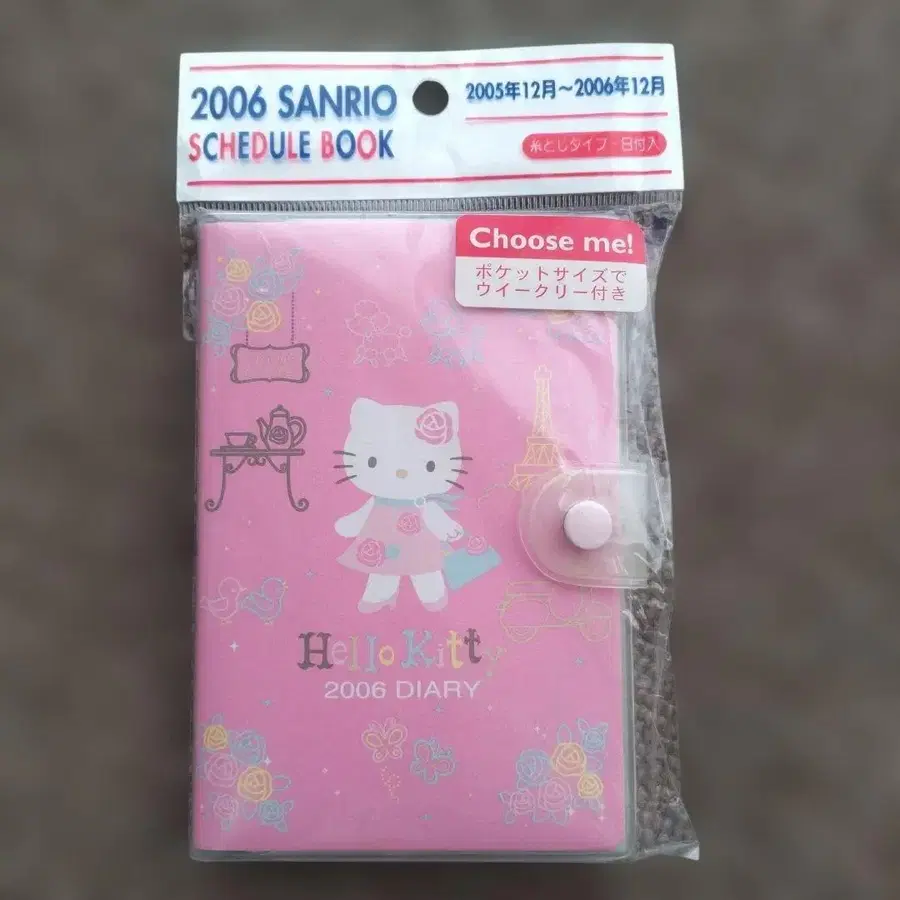 2006 SANRIO
SCHEDULE BOOK
2005年12月～2006年12月
糸とじタイプ・日付入
Choose me!
ポケットサイズで
ウイークリー付き
Hello Kitty
2006 DIARY